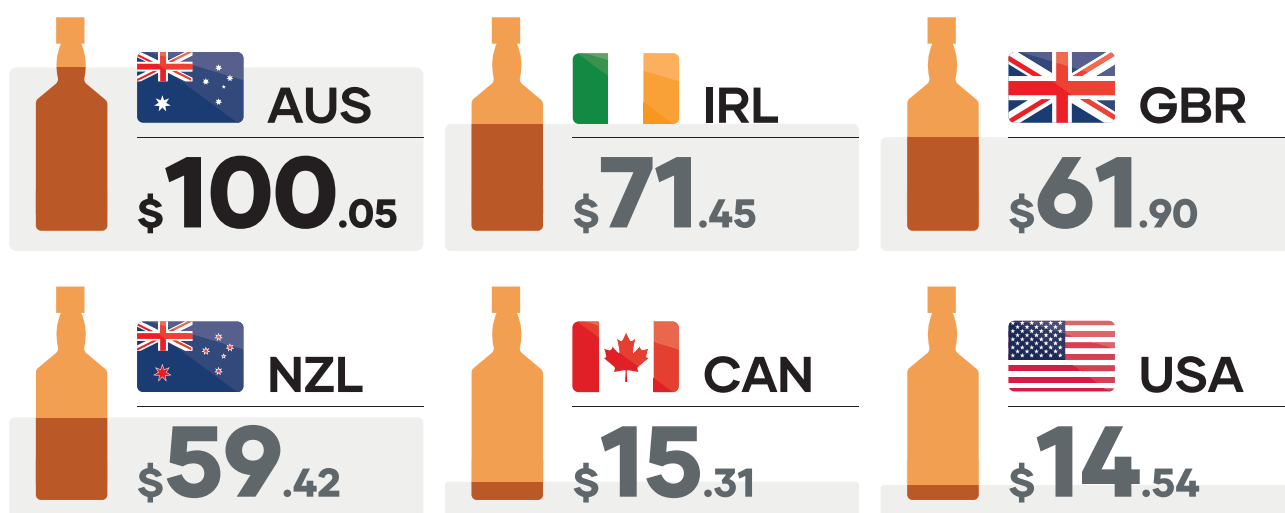 AUS
$100.05
IRL
$71.45
GBR
$61.90
NZL
$59.42
CAN
$15.31
USA
$14.54